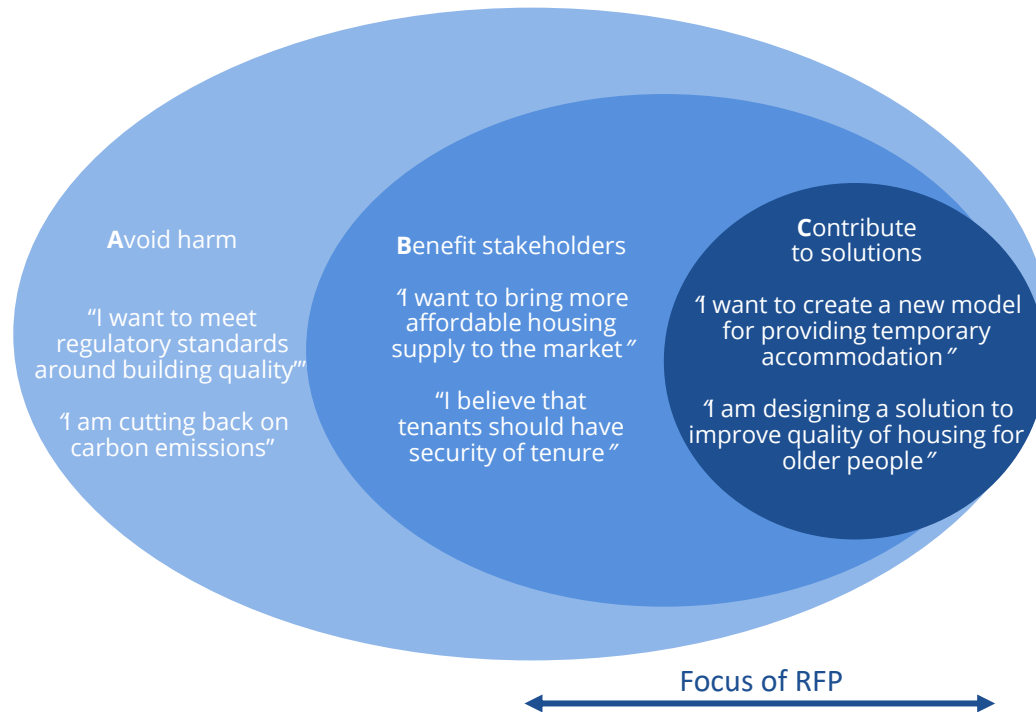 Avoid harm
“I want to meet
regulatory standards
around building quality’”
“I am cutting back on
carbon emissions”
Benefit stakeholders
“I want to bring more
affordable housing
supply to the market”
“I believe that
tenants should have
security of tenure”
Contribute
to solutions
“I want to create a new model
for providing temporary
accommodation”
“I am designing a solution to
improve quality of housing for
older people”
Focus of RFP